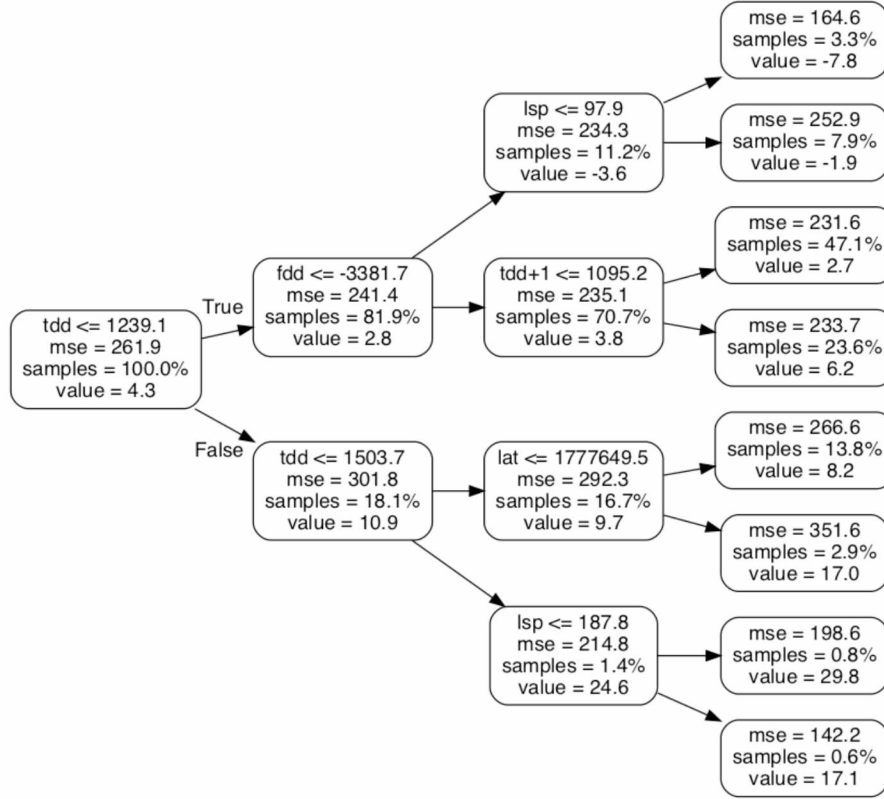 tdd <= 1239.1
mse = 261.9
samples = 100.0%
value = 4.3
True
False
fdd <= -3381.7
mse = 241.4
samples = 81.9%
value = 2.8
tdd <= 1503.7
mse = 301.8
samples = 18.1%
value = 10.9
lsp <= 97.9
mse = 234.3
samples = 11.2%
value = -3.6
tdd+1 <= 1095.2
mse = 235.1
samples = 70.7%
value = 3.8
lat <= 1777649.5
mse = 292.3
samples = 16.7%
value = 9.7
lsp <= 187.8
mse = 214.8
samples = 1.4%
value = 24.6
mse = 164.6
samples = 3.3%
value = -7.8
mse = 252.9
samples = 7.9%
value = -1.9
mse = 231.6
samples = 47.1%
value = 2.7
mse = 233.7
samples = 23.6%
value = 6.2
mse = 266.6
samples = 13.8%
value = 8.2
mse = 351.6
samples = 2.9%
value = 17.0
mse = 198.6
samples = 0.8%
value = 29.8
mse = 142.2
samples = 0.6%
value = 17.1